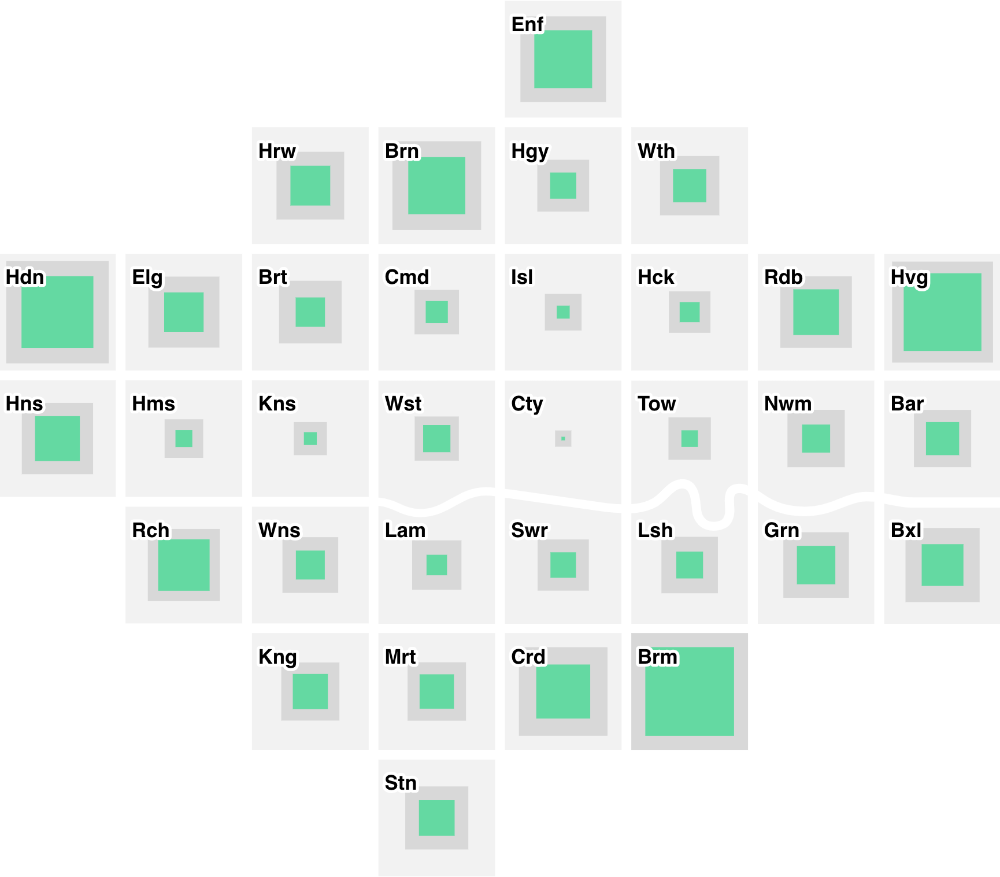 Enf
Hrw Brn Hgy Wth
Hdn Elg Brt Cmd Isl Hck Rdb Hvg
Hns Hms Kns Wst Cty Tow Nwm Bar
Rch Wns Lam Swr Lsh Grn Bxl
Kng Mrt Crd Brm
Stn